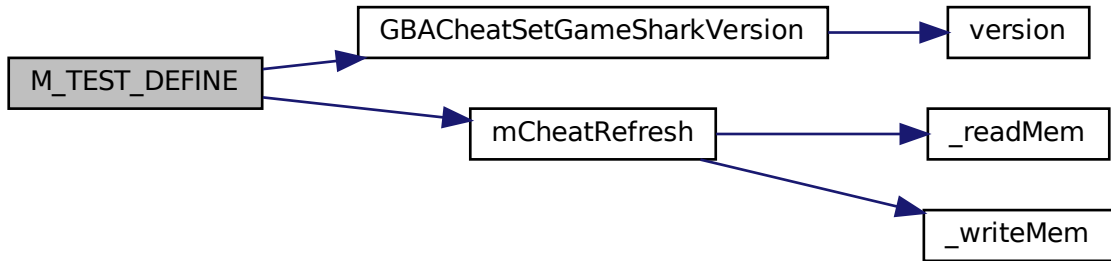 GBACheatSetGameSharkVersion
version
M_TEST_DEFINE
mCheatRefresh
_readMem
_writeMem